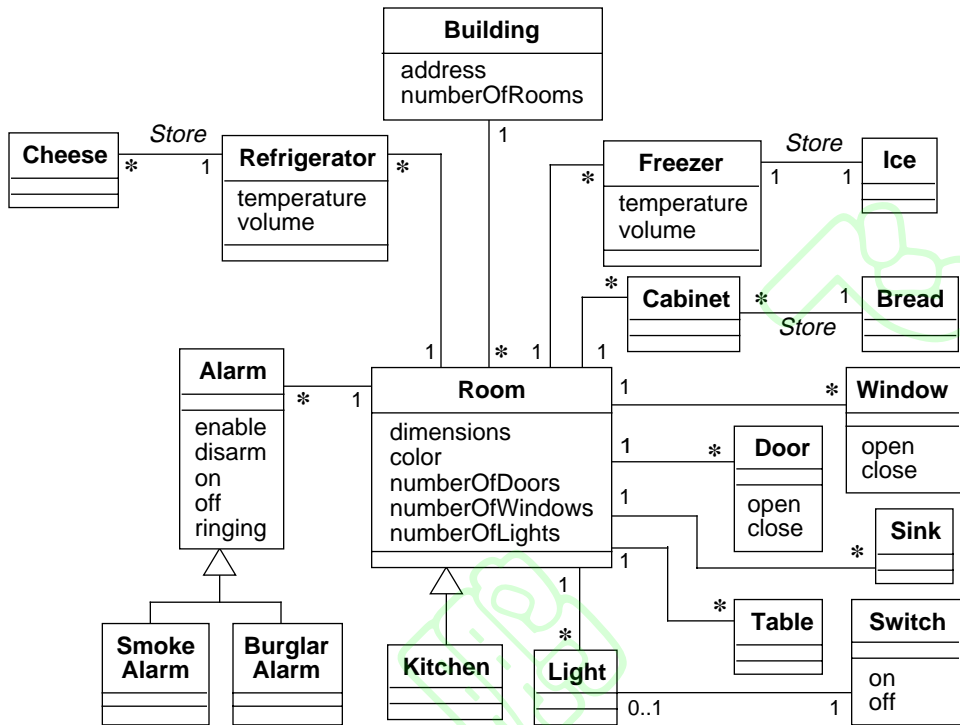 Building
address
numberOfRooms
1
Cheese
*
Store
1
Refrigerator
temperature
volume
*
*
Freezer
temperature
volume
1
Store
1
Ice
*
Cabinet
*
Store
1
Bread
Alarm
enable
disarm
on
off
ringing
*
1
1
*
1
1
Room
dimensions
color
numberOfDoors
numberOfWindows
numberOfLights
1
*
Window
open
close
1
*
Door
open
close
1
*
Sink
1
*
Table
Smoke
Alarm
Burglar
Alarm
Kitchen
1
*
Light
0..1
1
Switch
on
off